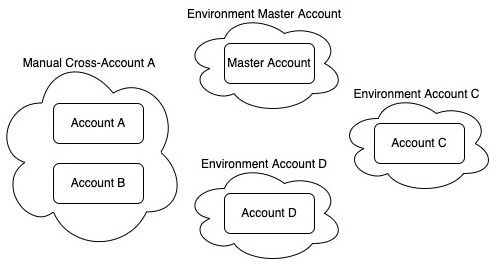 Environment Master Account
Master Account
Manual Cross-Account A
Account A
Account B
Environment Account C
Account C
Environment Account D
Account D